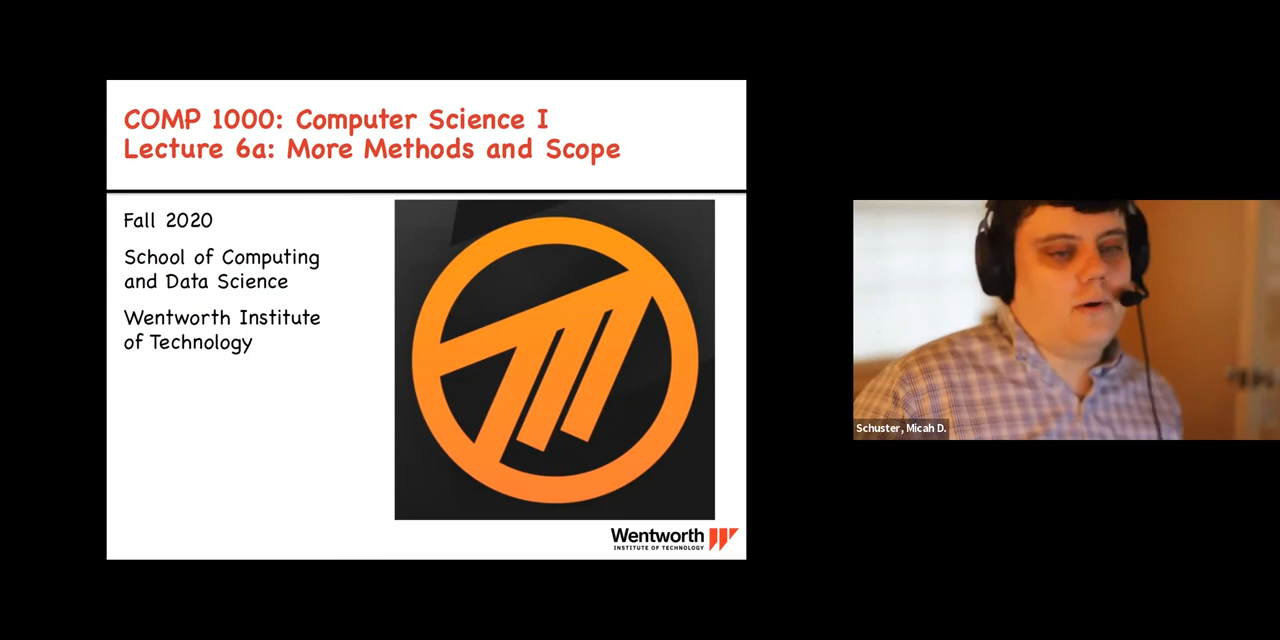 COMP 1000: Computer Science I
Lecture 6a: More Methods and Scope
Fall 2020
School of Computing
and Data Science
Wentworth Institute
of Technology
Wentworth
INSTITUTE OF TECHNOLOGY
Schuster, Micah D.